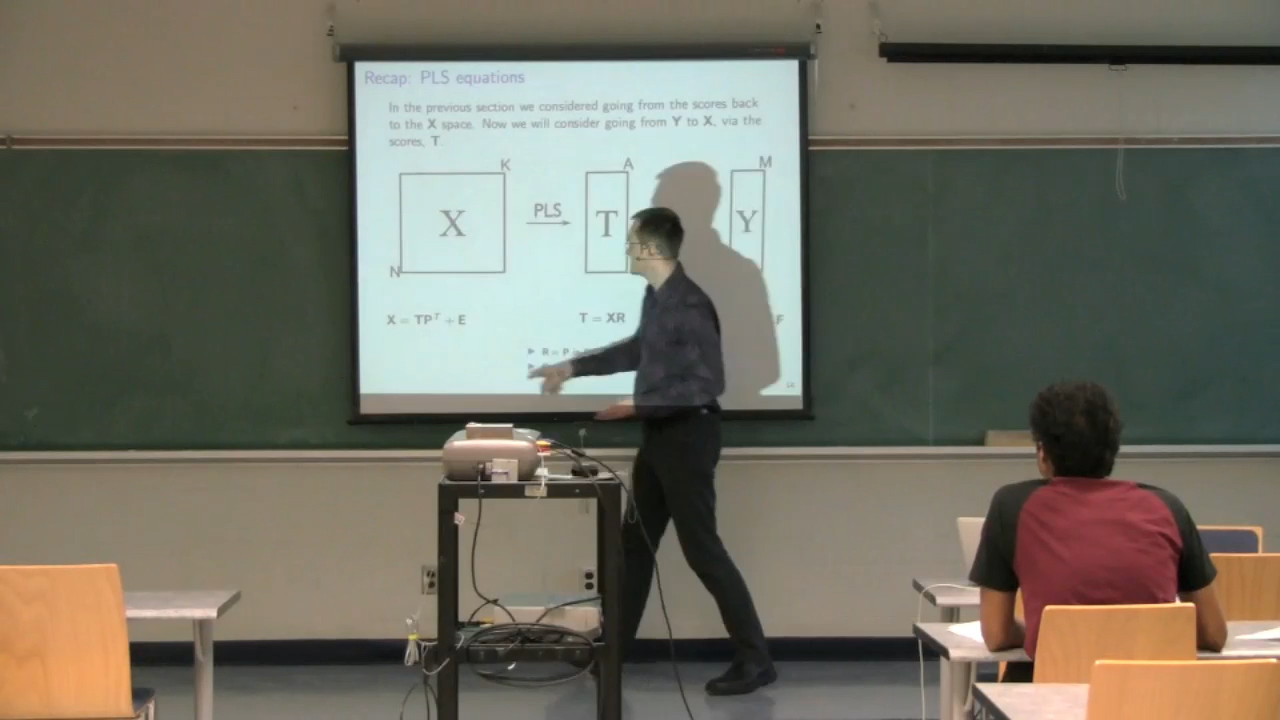 Recap: PLS equations
In the previous section we considered going from the scores back
to the X space. Now we will consider going from Y to X, via the
scores, T.
K A M
X PLS T Y
N
X = TPᵀ + E T = XR F
R = P